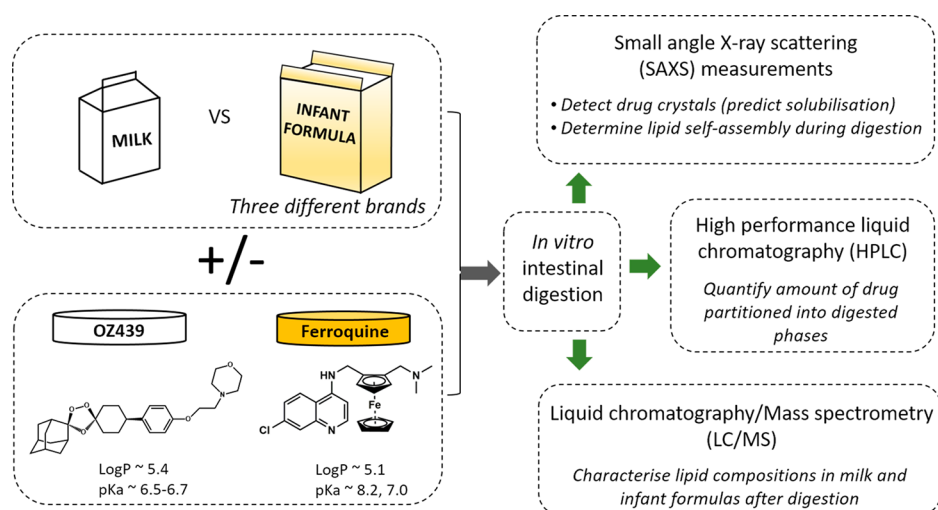 MILK
VS
INFANT
FORMULA
Three different brands
+/-
OZ439
Ferroquine
O
N
O-O
O
O
HN
N
Fe
Cl
N
LogP ~ 5.4
pKa ~ 6.5-6.7
LogP ~ 5.1
pKa ~ 8.2, 7.0
In vitro
intestinal
digestion
Small angle X-ray scattering
(SAXS) measurements
• Detect drug crystals (predict solubilisation)
• Determine lipid self-assembly during digestion
High performance liquid
chromatography (HPLC)
Quantify amount of drug
partitioned into digested
phases
Liquid chromatography/Mass spectrometry
(LC/MS)
Characterise lipid compositions in milk and
infant formulas after digestion